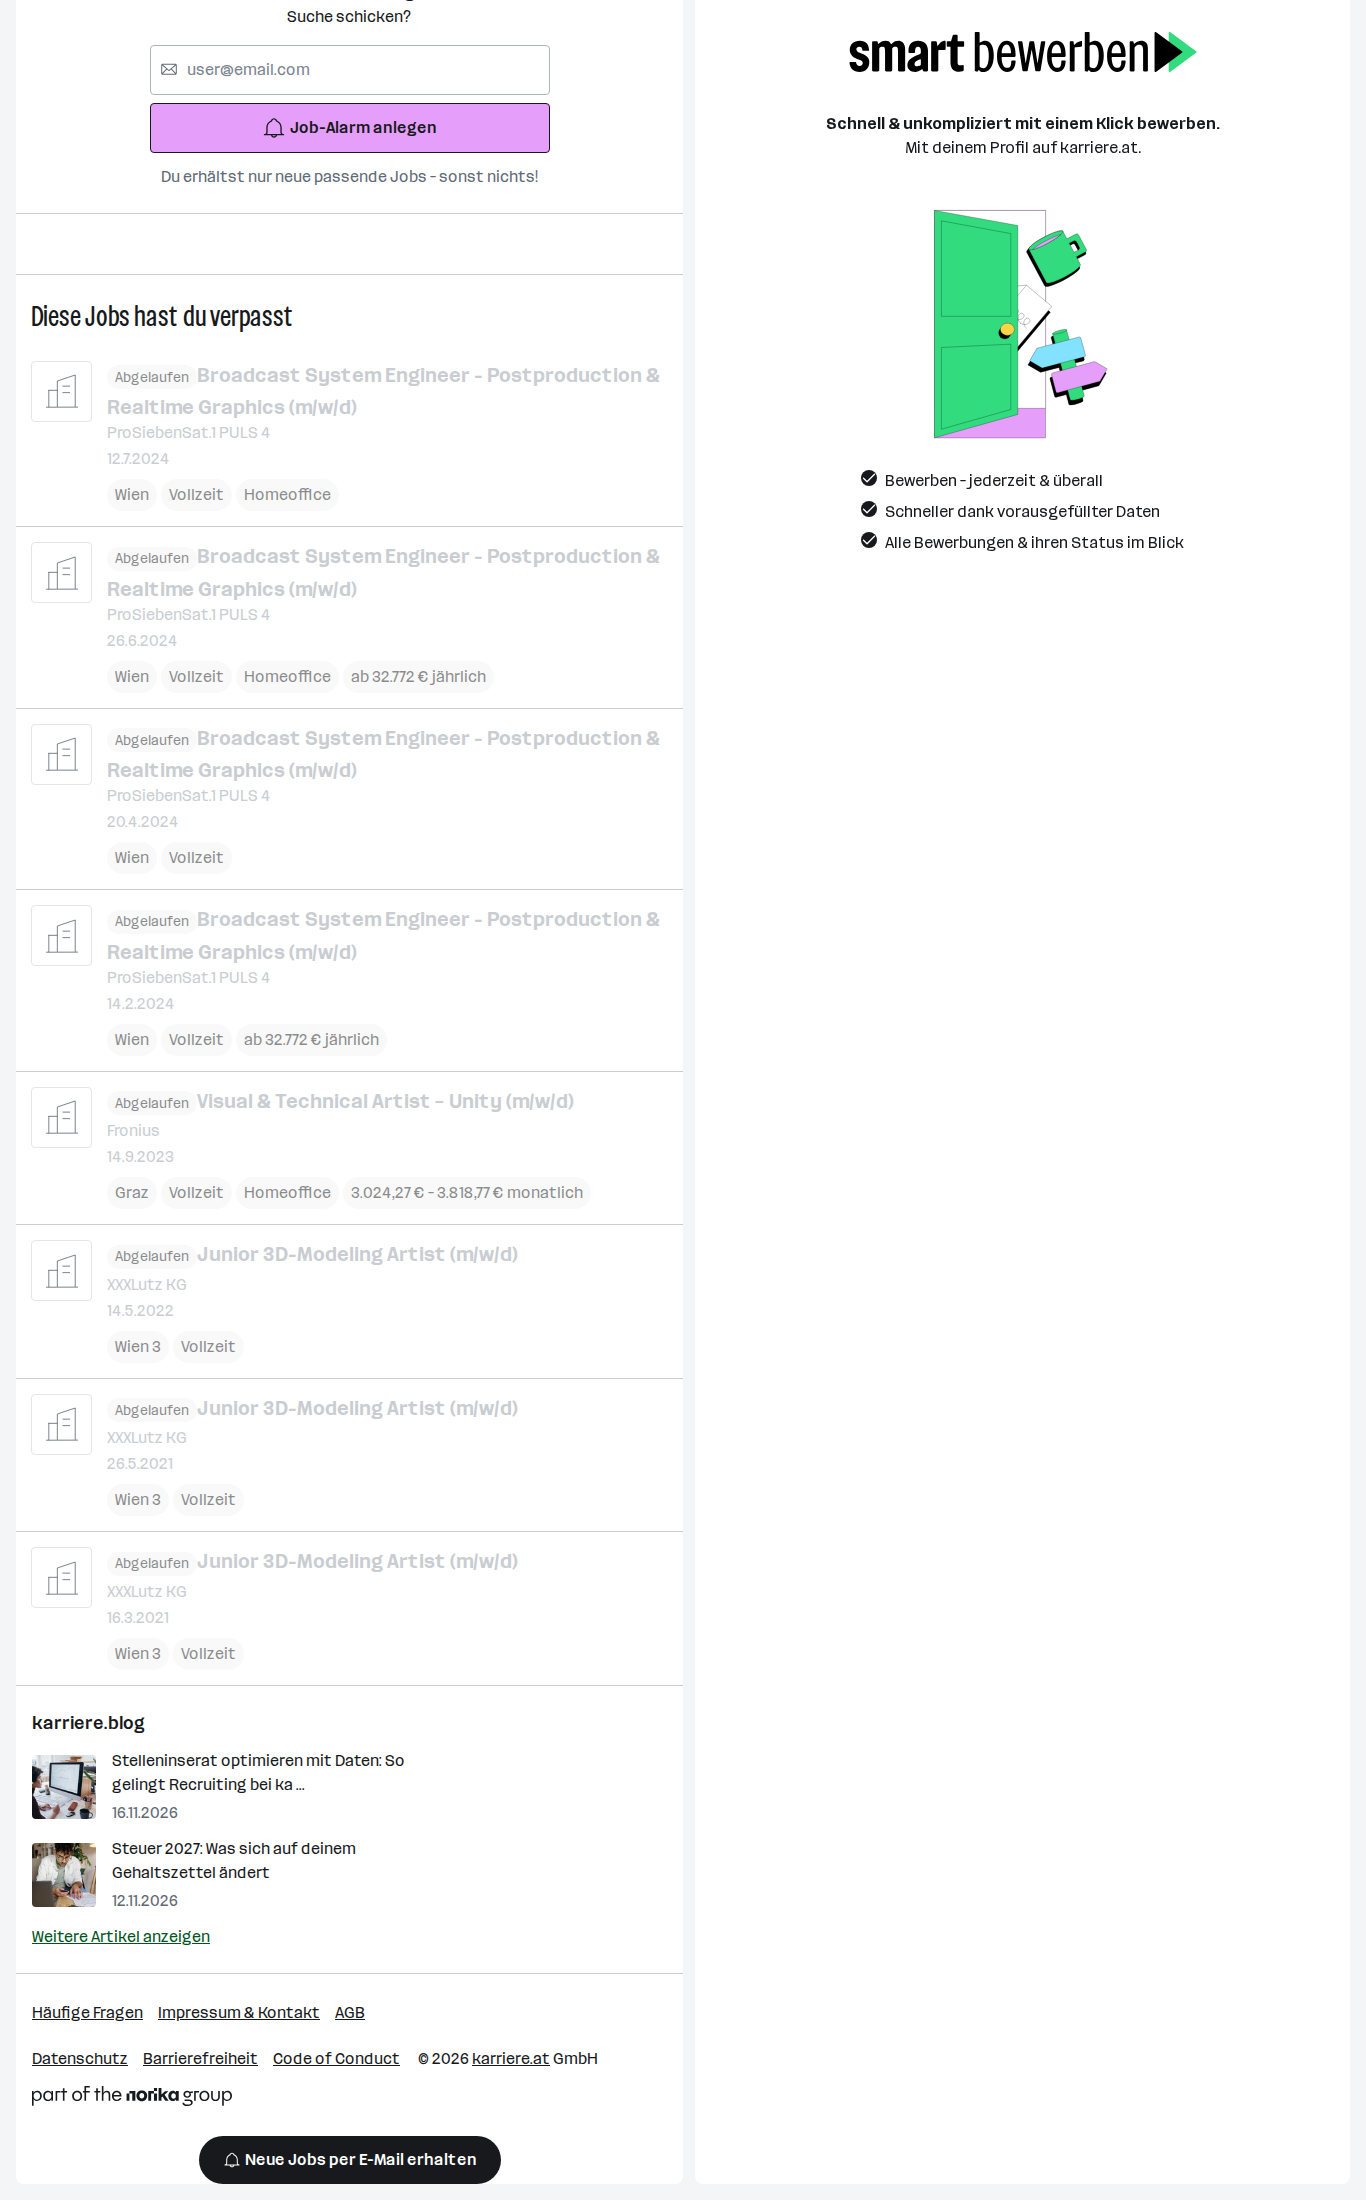 Suche schicken?
user@email.com
Job-Alarm anlegen
Du erhältst nur neue passende Jobs – sonst nichts!
Diese Jobs hast du verpasst
Abgelaufen Broadcast System Engineer - Postproduction &
Realtime Graphics (m/w/d)
ProSiebenSat.1 PULS 4
12.7.2024
Wien Vollzeit Homeoffice
Abgelaufen Broadcast System Engineer - Postproduction &
Realtime Graphics (m/w/d)
ProSiebenSat.1 PULS 4
26.6.2024
Wien Vollzeit Homeoffice ab 32.772 € jährlich
Abgelaufen Broadcast System Engineer - Postproduction &
Realtime Graphics (m/w/d)
ProSiebenSat.1 PULS 4
20.4.2024
Wien Vollzeit
Abgelaufen Broadcast System Engineer - Postproduction &
Realtime Graphics (m/w/d)
ProSiebenSat.1 PULS 4
14.2.2024
Wien Vollzeit ab 32.772 € jährlich
Abgelaufen Visual & Technical Artist – Unity (m/w/d)
Fronius
14.9.2023
Graz Vollzeit Homeoffice 3.024,27 € – 3.818,77 € monatlich
Abgelaufen Junior 3D-Modeling Artist (m/w/d)
XXXLutz KG
14.5.2022
Wien 3 Vollzeit
Abgelaufen Junior 3D-Modeling Artist (m/w/d)
XXXLutz KG
26.5.2021
Wien 3 Vollzeit
Abgelaufen Junior 3D-Modeling Artist (m/w/d)
XXXLutz KG
16.3.2021
Wien 3 Vollzeit
karriere.blog
Stelleninserat optimieren mit Daten: So
gelingt Recruiting bei ka ...
16.11.2026
Steuer 2027: Was sich auf deinem
Gehaltszettel ändert
12.11.2026
Weitere Artikel anzeigen
Häufige Fragen Impressum & Kontakt AGB
Datenschutz Barrierefreiheit Code of Conduct © 2026 karriere.at GmbH
part of the norika group
Neue Jobs per E-Mail erhalten
smart bewerben
Schnell & unkompliziert mit einem Klick bewerben.
Mit deinem Profil auf karriere.at.
Bewerben – jederzeit & überall
Schneller dank vorausgefüllter Daten
Alle Bewerbungen & ihren Status im Blick